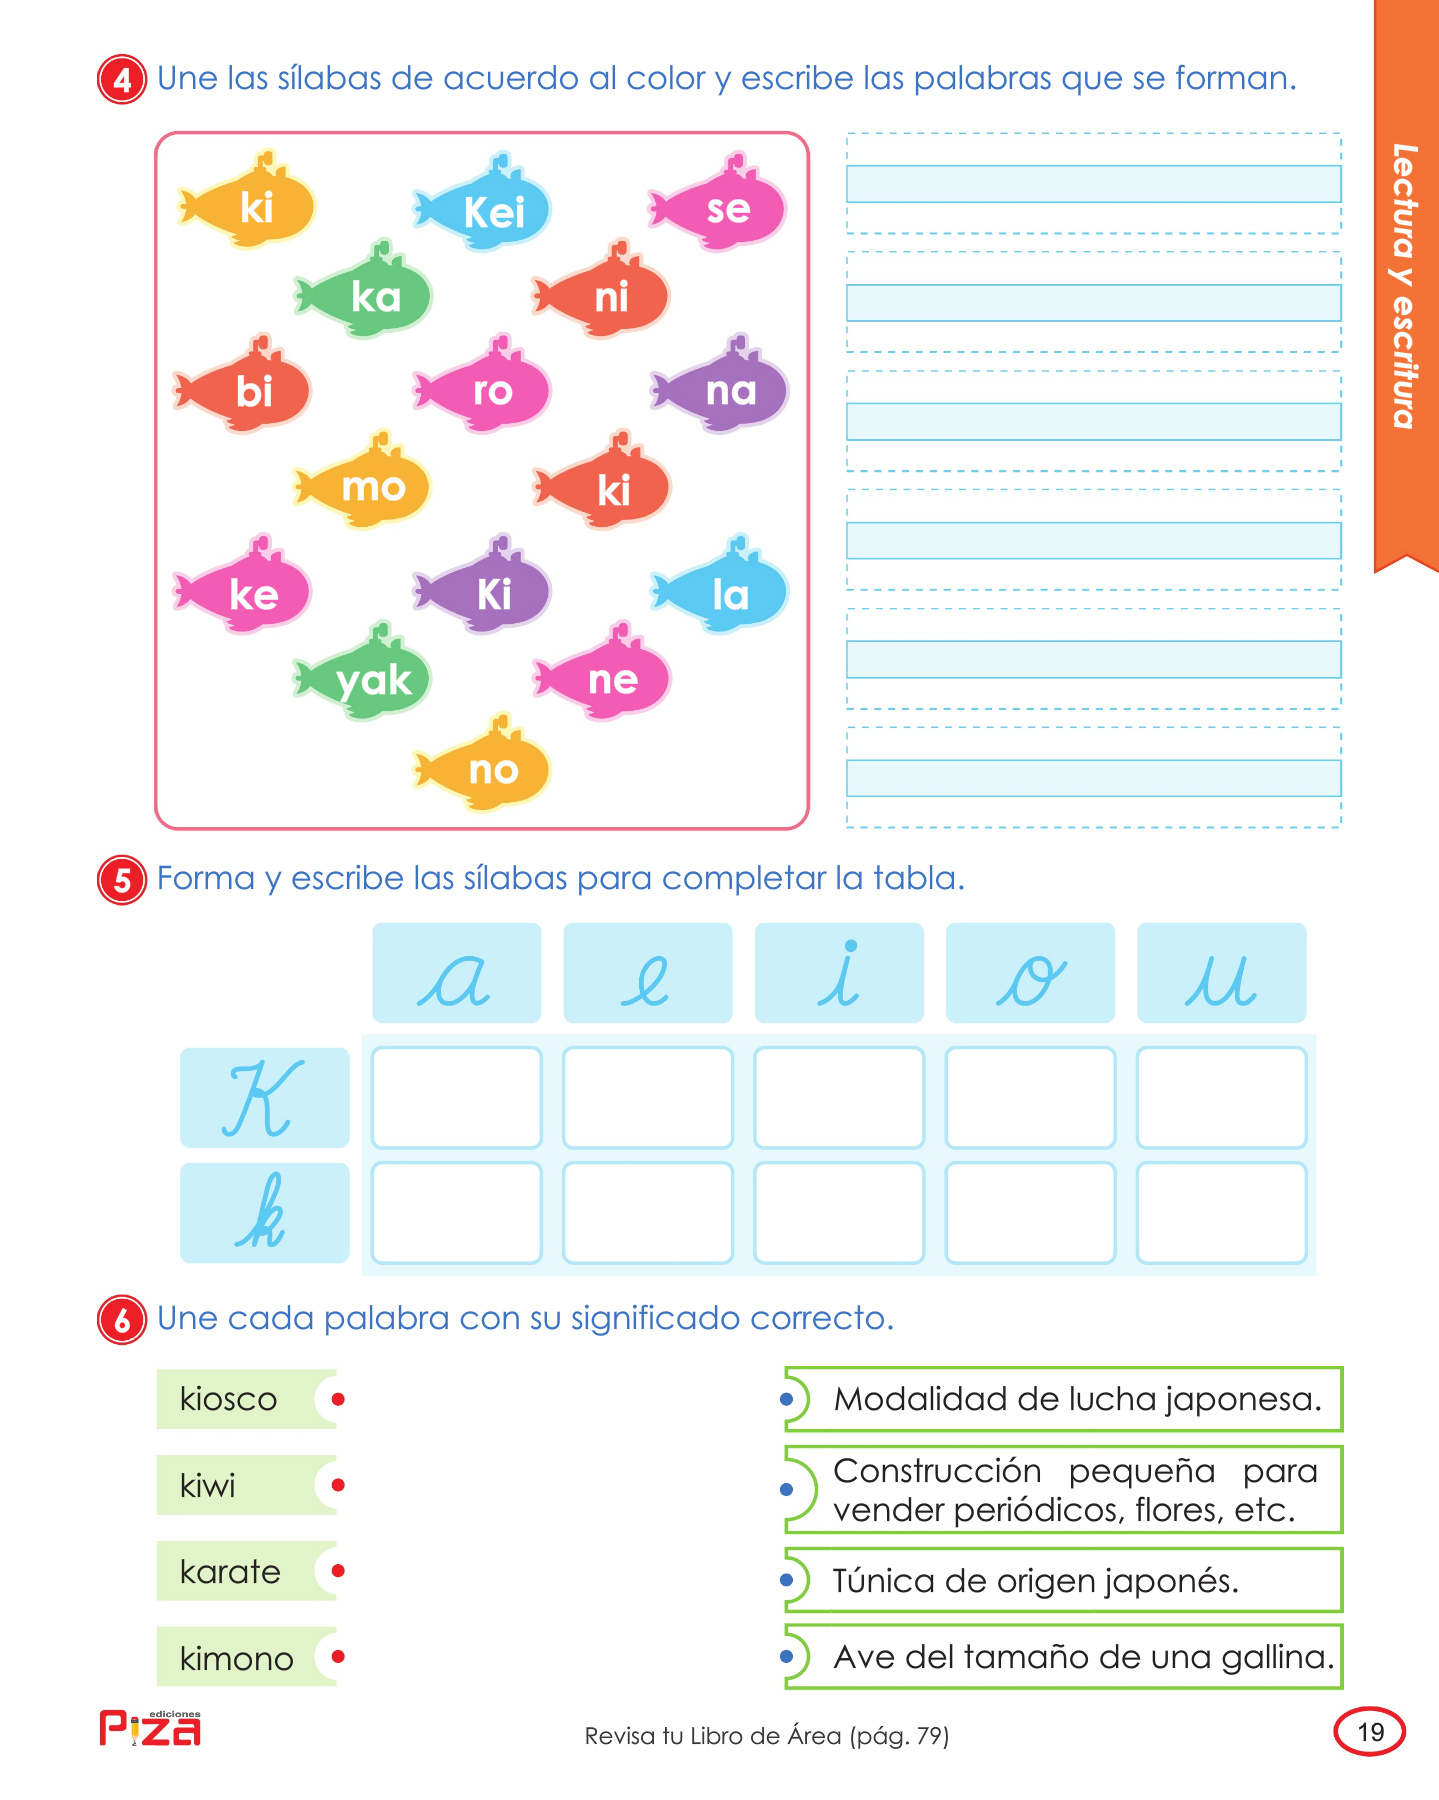 4 Une las sílabas de acuerdo al color y escribe las palabras que se forman.
ki Kei se
ka ni
bi ro na
mo ki
ke Ki la
yak ne
no
Lectura y escritura
5 Forma y escribe las sílabas para completar la tabla.
a e i o u
K
k
6 Une cada palabra con su significado correcto.
kiosco
kiwi
karate
kimono
Modalidad de lucha japonesa.
Construcción pequeña para
vender periódicos, flores, etc.
Túnica de origen japonés.
Ave del tamaño de una gallina.
ediciones
Piza
Revisa tu Libro de Área (pág. 79)
19